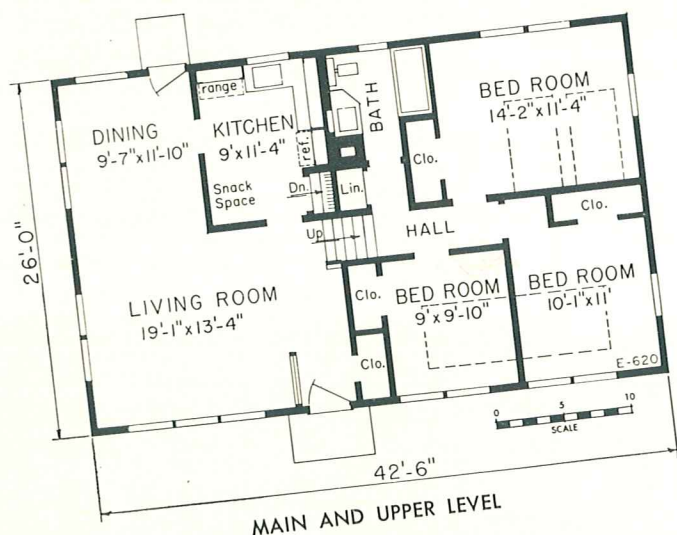 range
DINING
9'-7"x11'-10"
KITCHEN
9'x11'-4"
ref.
Snack
Space
Dn.
Lin.
Up
BATH
Clo.
BED ROOM
14'-2"x11'-4"
Clo.
HALL
LIVING ROOM
19'-1"x13'-4"
Clo.
BED ROOM
9'x9'-10"
BED ROOM
10'-1"x11'
Clo.
E-620
0 5 10
SCALE
26'-0"
42'-6"
MAIN AND UPPER LEVEL